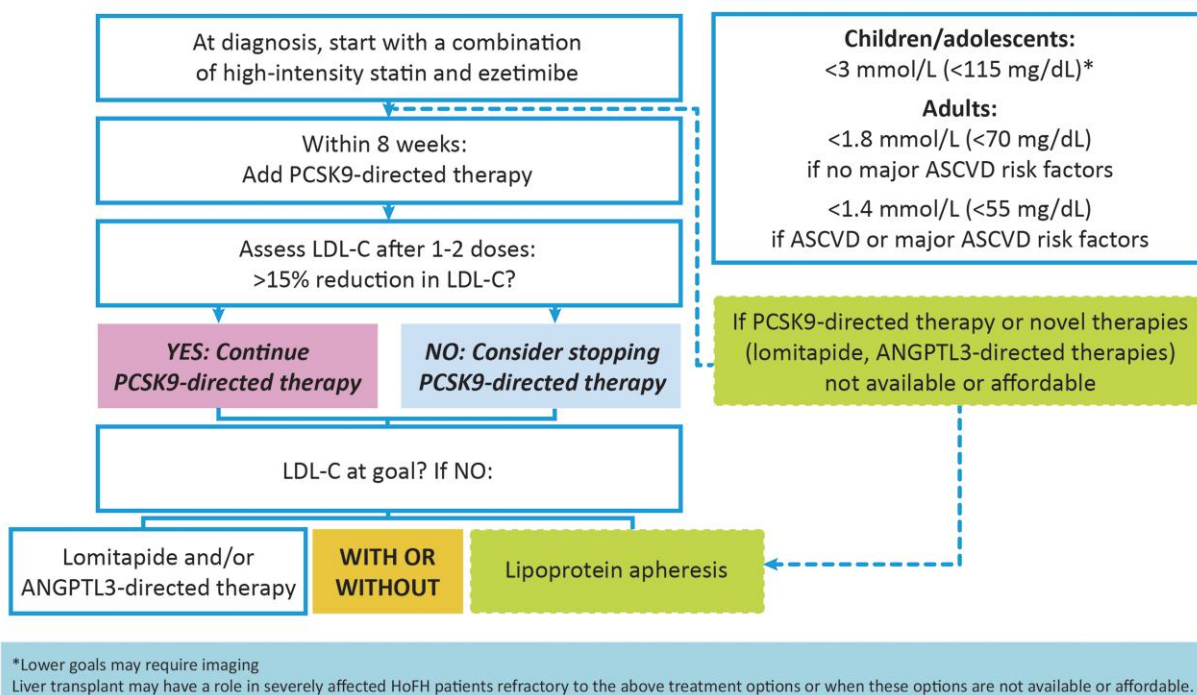 At diagnosis, start with a combination
of high-intensity statin and ezetimibe
Within 8 weeks:
Add PCSK9-directed therapy
Assess LDL-C after 1-2 doses:
>15% reduction in LDL-C?
YES: Continue
PCSK9-directed therapy
NO: Consider stopping
PCSK9-directed therapy
LDL-C at goal? If NO:
Lomitapide and/or
ANGPTL3-directed therapy
WITH OR
WITHOUT
Lipoprotein apheresis
Children/adolescents:
<3 mmol/L (<115 mg/dL)*
Adults:
<1.8 mmol/L (<70 mg/dL)
if no major ASCVD risk factors
<1.4 mmol/L (<55 mg/dL)
if ASCVD or major ASCVD risk factors
If PCSK9-directed therapy or novel therapies
(lomitapide, ANGPTL3-directed therapies)
not available or affordable
*Lower goals may require imaging
Liver transplant may have a role in severely affected HoFH patients refractory to the above treatment options or when these options are not available or affordable.